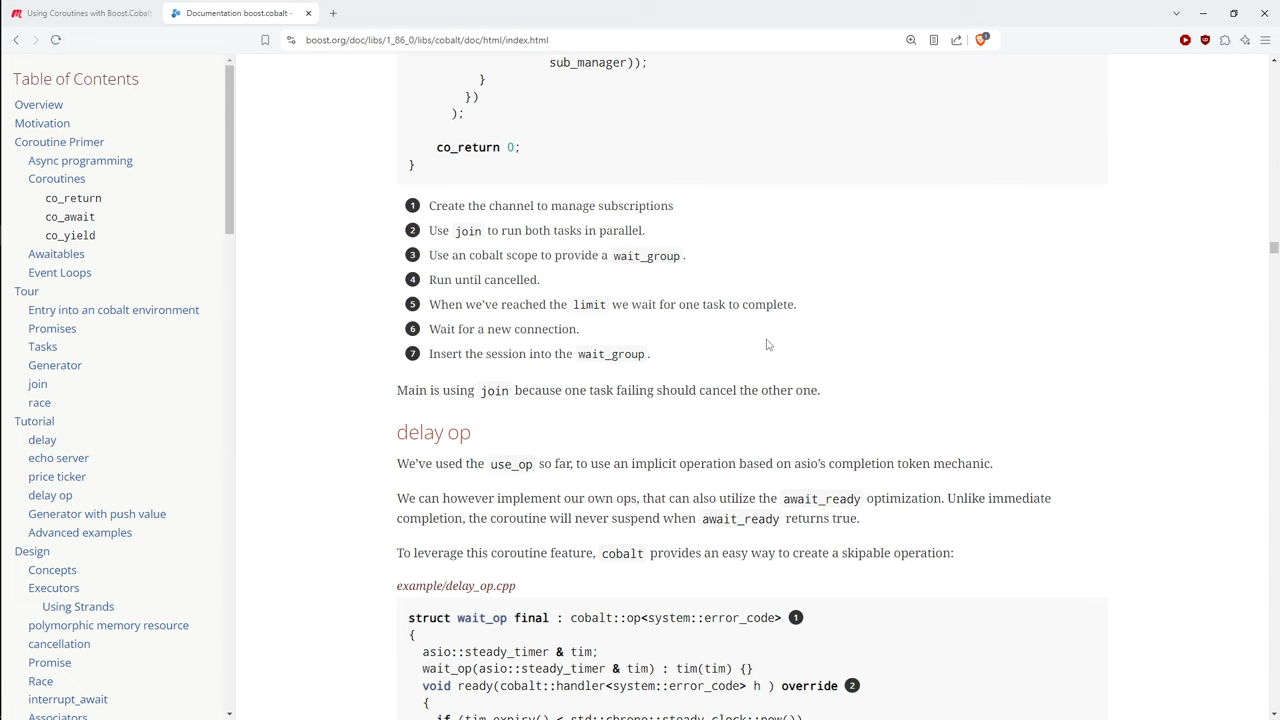 Using Coroutines with Boost.Cobal
Documentation boost.cobalt -
boost.org/doc/libs/1_86_0/libs/cobalt/doc/html/index.html
Table of Contents
Overview
Motivation
Coroutine Primer
Async programming
Coroutines
co_return
co_await
co_yield
Awaitables
Event Loops
Tour
Entry into an cobalt environment
Promises
Tasks
Generator
join
race
Tutorial
delay
echo server
price ticker
delay op
Generator with push value
Advanced examples
Design
Concepts
Executors
Using Strands
polymorphic memory resource
cancellation
Promise
Race
interrupt_await
Associators
sub_manager));
}
})
);
co_return 0;
}
1 Create the channel to manage subscriptions
2 Use join to run both tasks in parallel.
3 Use an cobalt scope to provide a wait_group.
4 Run until cancelled.
5 When we've reached the limit we wait for one task to complete.
6 Wait for a new connection.
7 Insert the session into the wait_group.
Main is using join because one task failing should cancel the other one.
delay op
We've used the use_op so far, to use an implicit operation based on asio's completion token mechanic.
We can however implement our own ops, that can also utilize the await_ready optimization. Unlike immediate
completion, the coroutine will never suspend when await_ready returns true.
To leverage this coroutine feature, cobalt provides an easy way to create a skipable operation:
example/delay_op.cpp
struct wait_op final : cobalt::op<system::error_code> 1
{
asio::steady_timer & tim;
wait_op(asio::steady_timer & tim) : tim(tim) {}
void ready(cobalt::handler<system::error_code> h ) override 2
{
if (tim.expiry() < std::chrono::steady_clock::now())